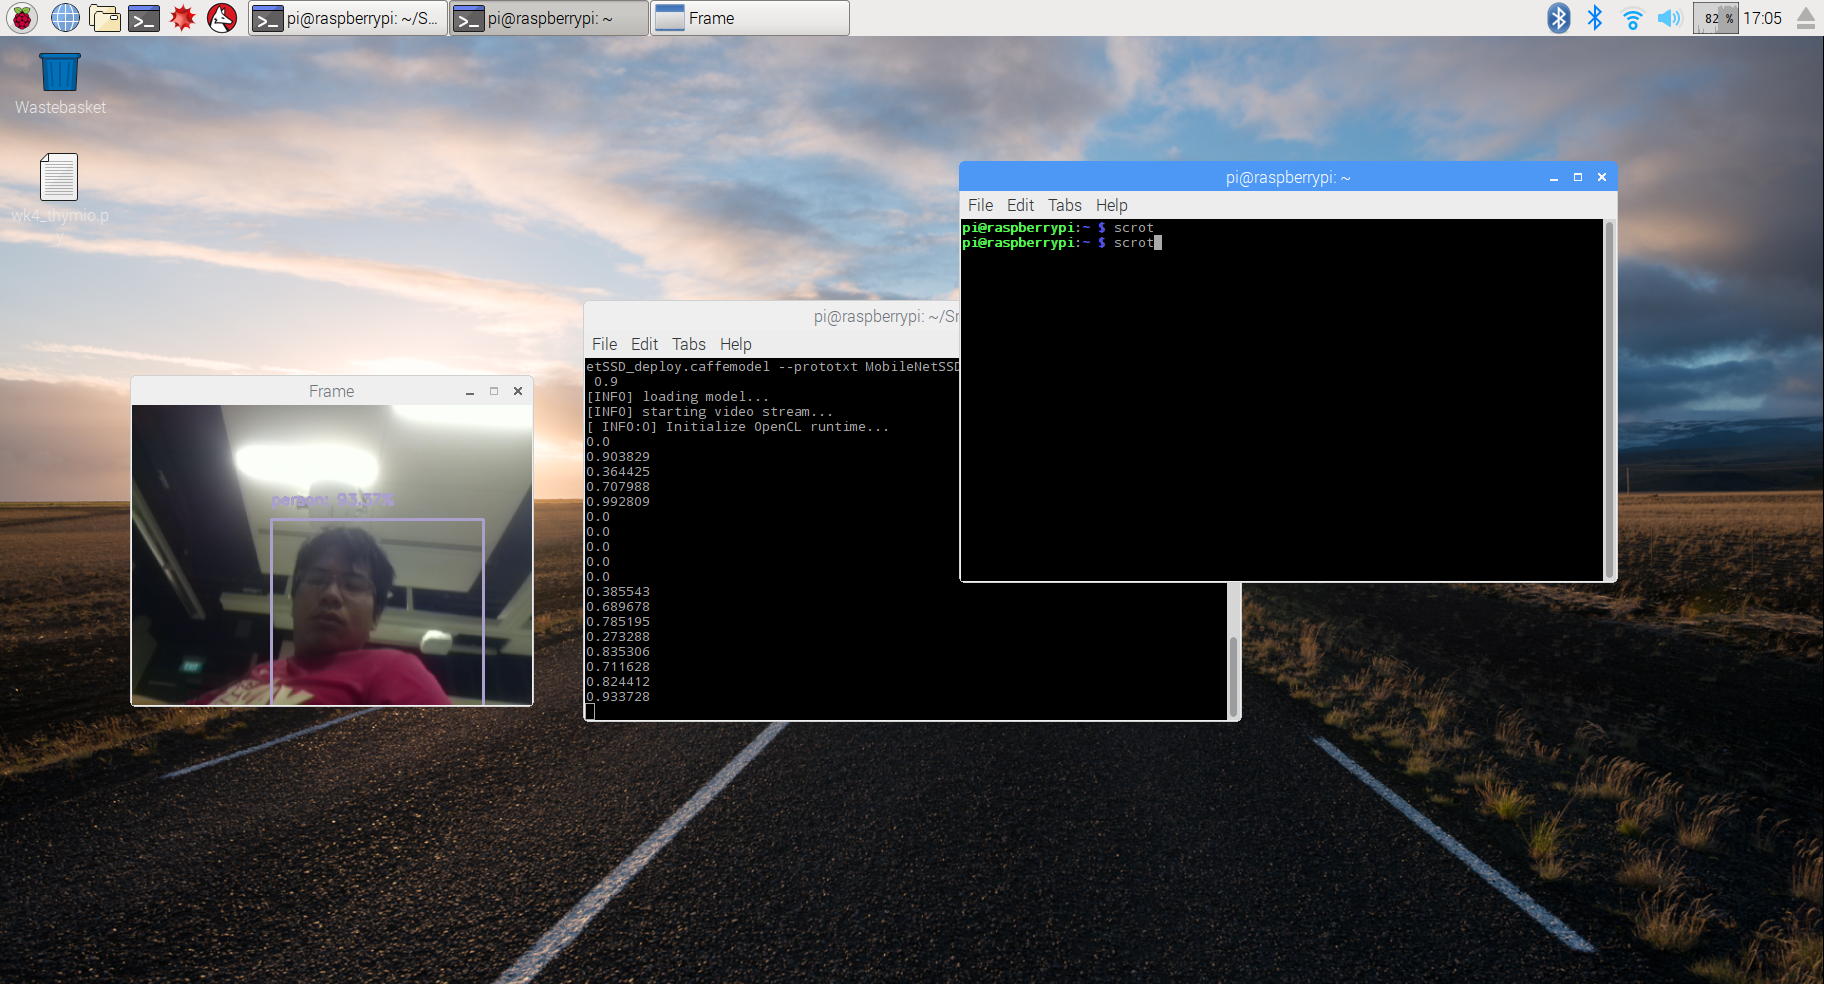 pi@raspberrypi: ~/S...
pi@raspberrypi: ~
Frame
82 %
17:05
Wastebasket
wk4_thymio.p
y
pi@raspberrypi: ~
File Edit Tabs Help
pi@raspberrypi:~ $ scrot
pi@raspberrypi:~ $ scrot
pi@raspberrypi: ~/Sr
File Edit Tabs Help
etSSD_deploy.caffemodel --prototxt MobileNetSSD
0.9
[INFO] loading model...
[INFO] starting video stream...
[ INFO:0] Initialize OpenCL runtime...
0.0
0.903829
0.364425
0.707988
0.992809
0.0
0.0
0.0
0.0
0.0
0.385543
0.689678
0.785195
0.273288
0.835306
0.711628
0.824412
0.933728
Frame
person: 93.37%
EXIT